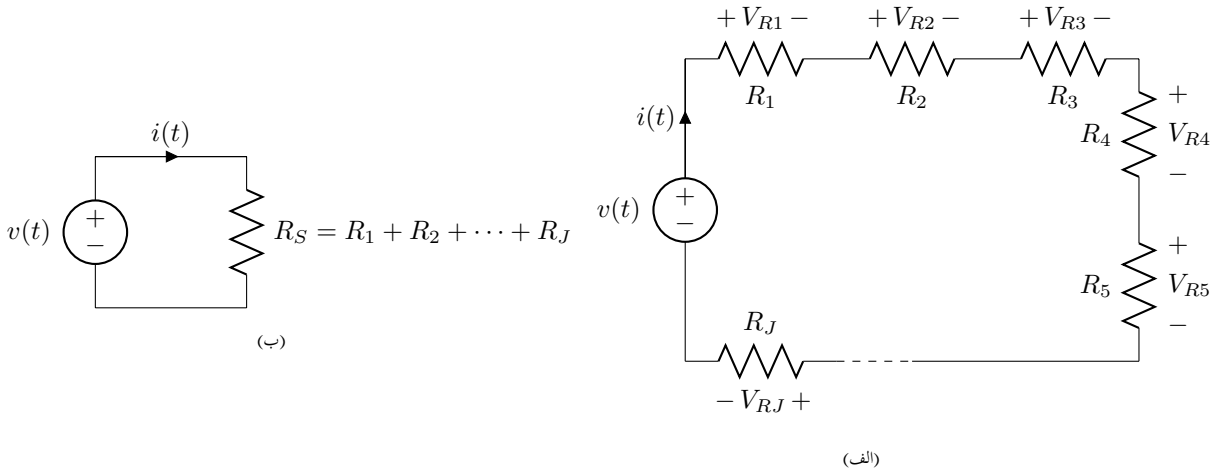 + V_{R1} − + V_{R2} − + V_{R3} −
R_1 R_2 R_3
i(t)
+
R_4 V_{R4}
−
v(t) + −
+
R_5 V_{R5}
−
R_J
− V_{RJ} +
(الف)
i(t)
v(t) + −
R_S = R_1 + R_2 + ⋯ + R_J
(ب)